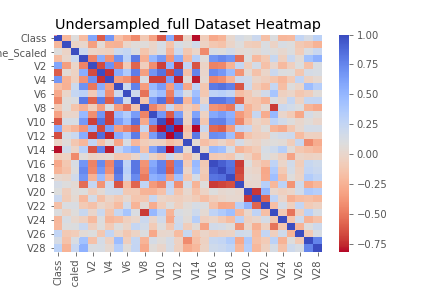 Undersampled_full Dataset Heatmap
Class
ne_Scaled
V2
V4
V6
V8
V10
V12
V14
V16
V18
V20
V22
V24
V26
V28
Class
caled
V2
V4
V6
V8
V10
V12
V14
V16
V18
V20
V22
V24
V26
V28
1.00
0.75
0.50
0.25
0.00
−0.25
−0.50
−0.75